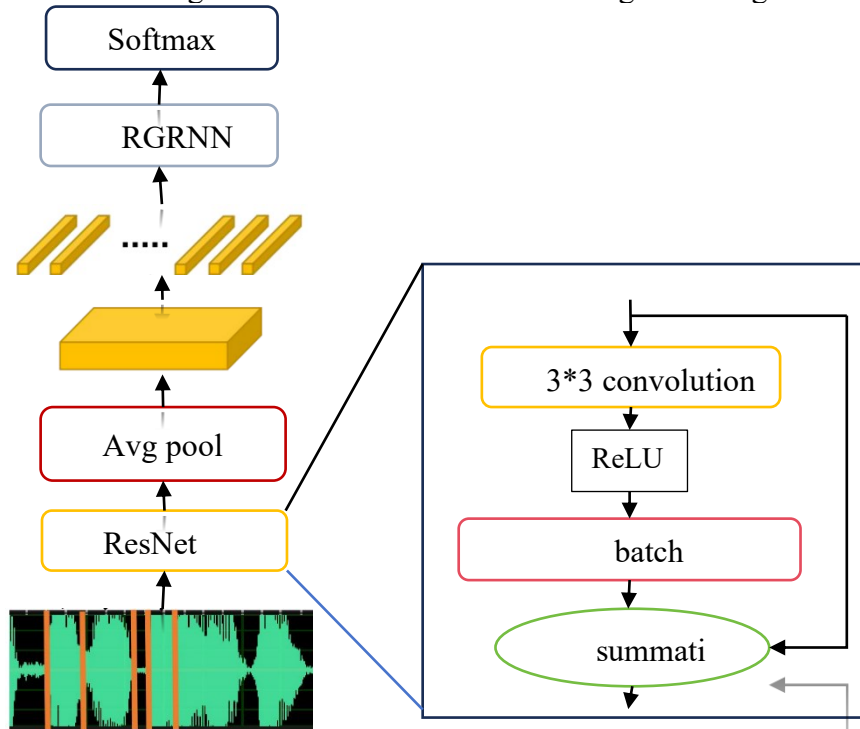 Softmax
RGRNN
.....
Avg pool
ResNet
3*3 convolution
ReLU
batch
summati